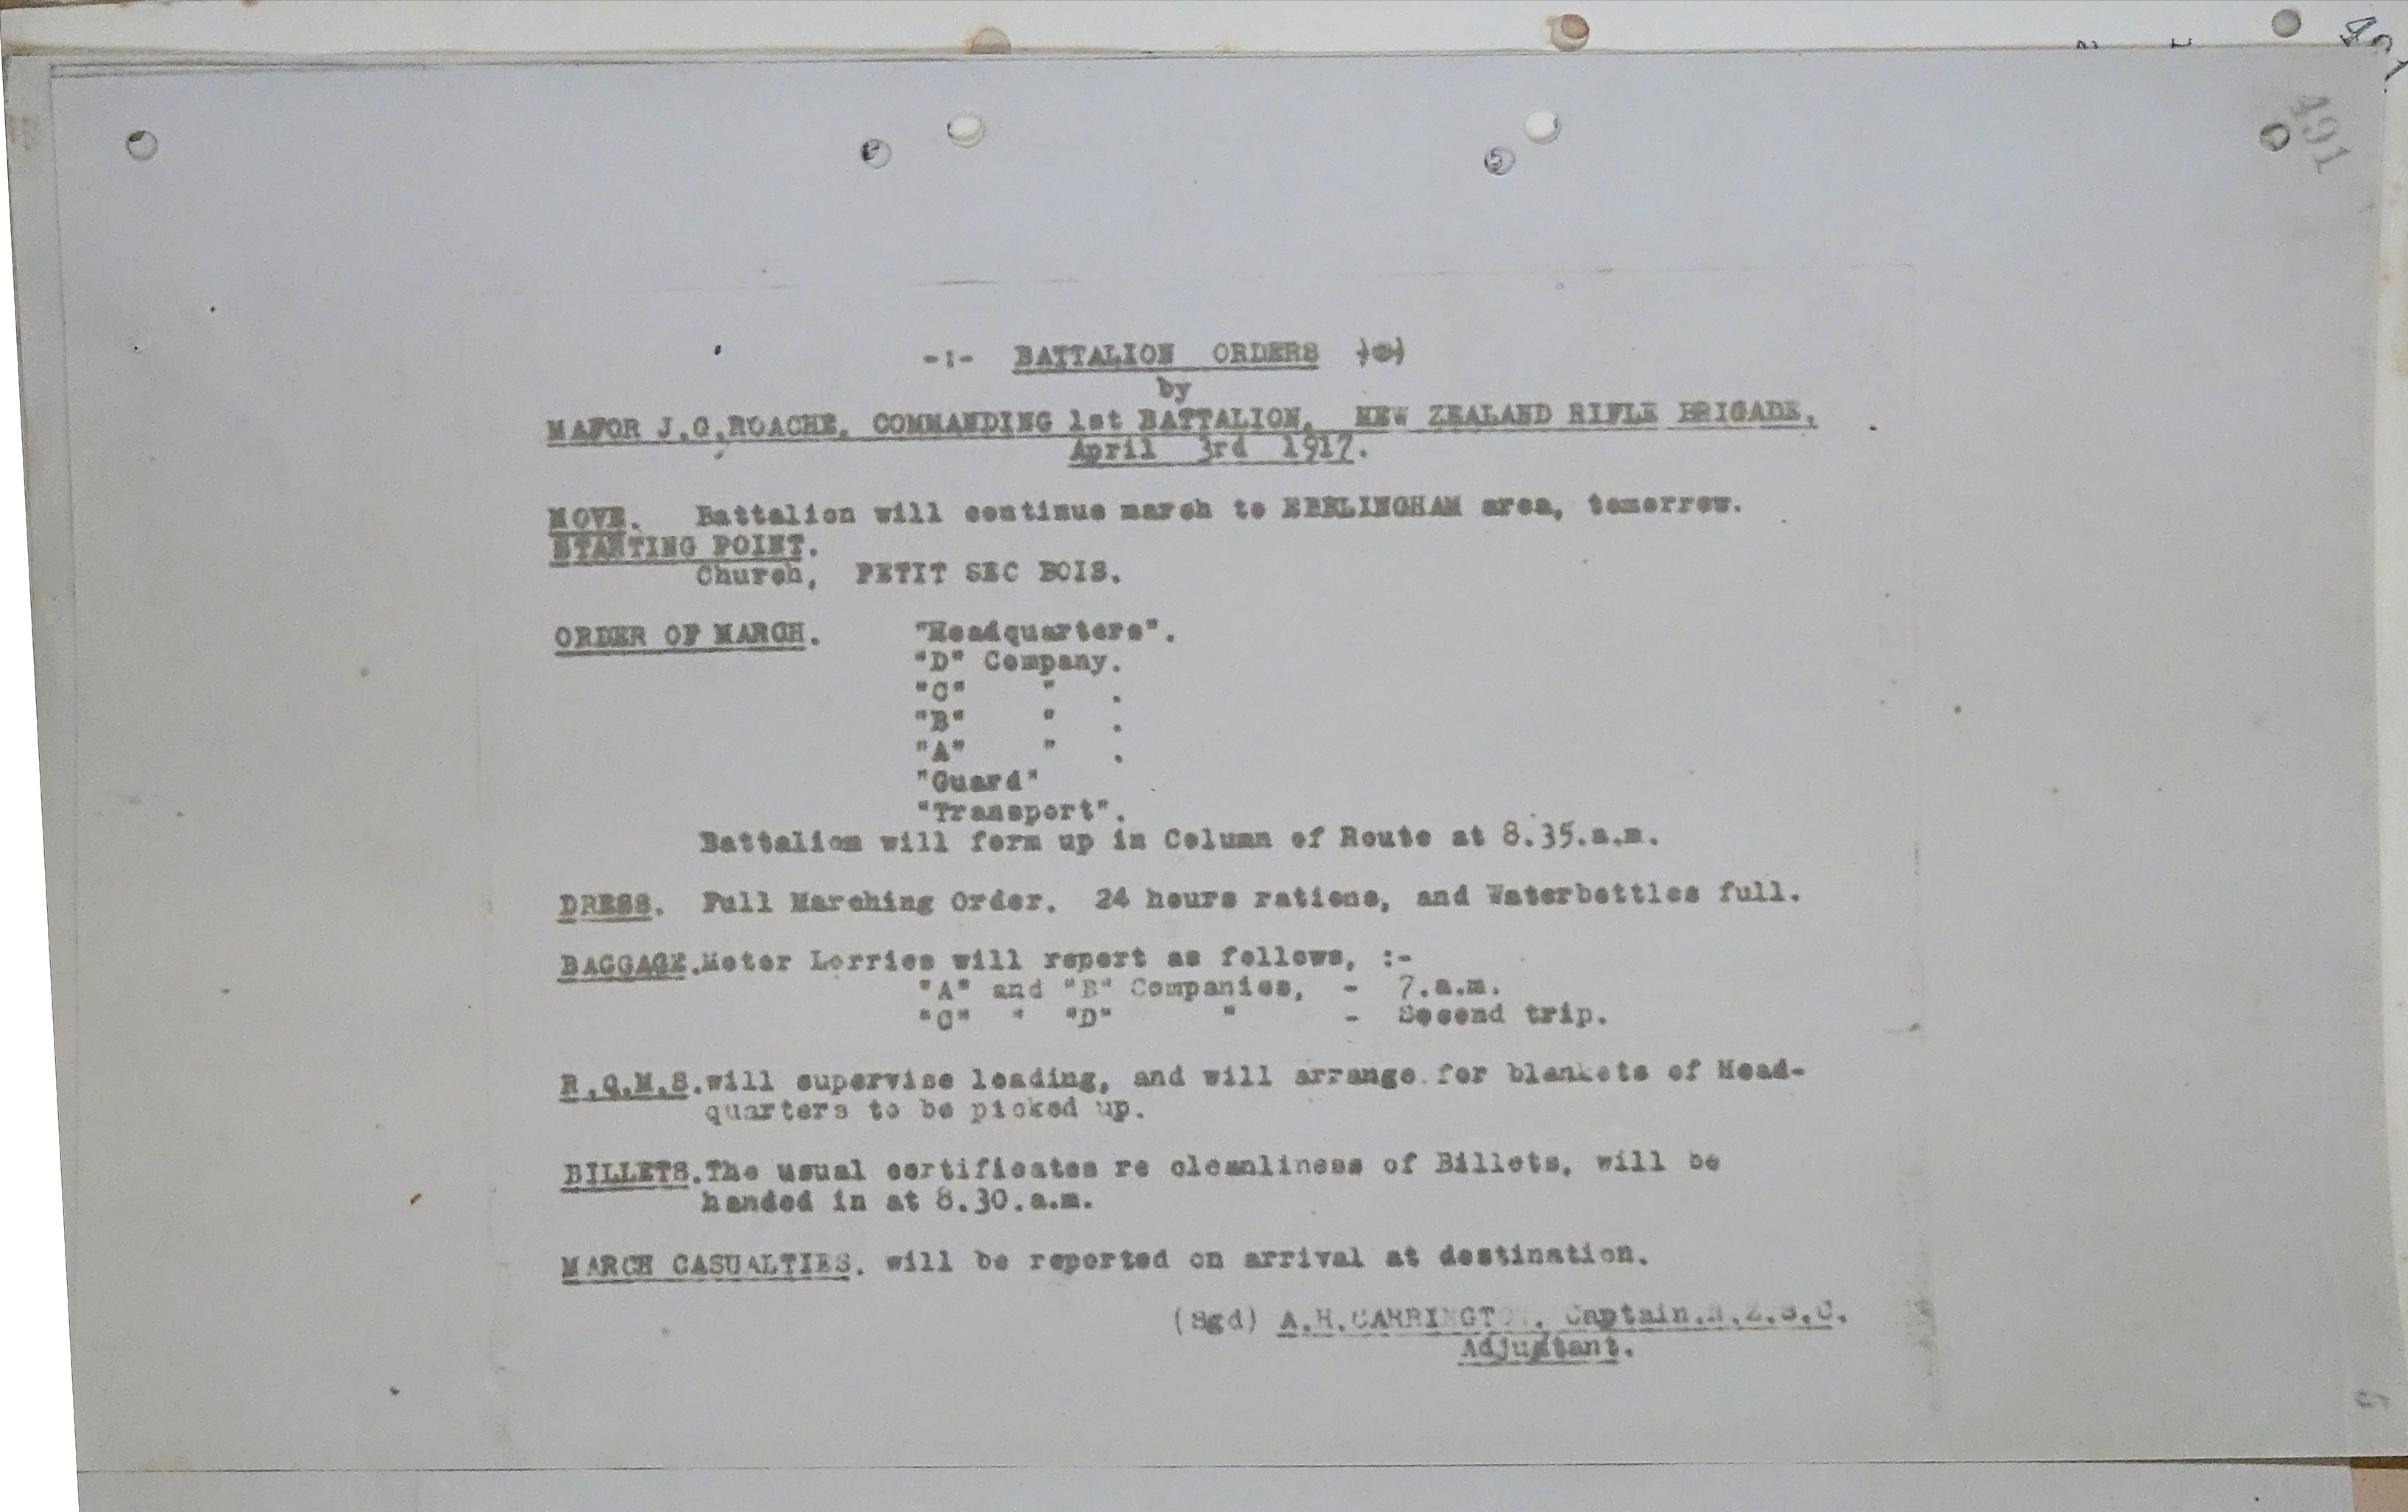 491
-:- BATTALION ORDERS
by
MAJOR J.G.ROACHE, COMMANDING 1st BATTALION, NEW ZEALAND RIFLE BRIGADE,
April 3rd 1917.
MOVE. Battalion will continue march to EBBLINGHAM area, tomorrow.
STARTING POINT.
Church, PETIT SEC BOIS.
ORDER OF MARCH. "Headquarters".
"D" Company.
"C" " .
"B" " .
"A" " .
"Guard"
"Transport".
Battalion will form up in Column of Route at 8.35.a.m.
DRESS. Full Marching Order. 24 hours rations, and Waterbottles full.
BAGGAGE.Motor Lorries will report as follows, :-
"A" and "B" Companies, - 7.a.m.
"C" " "D" " - Second trip.
R.Q.M.S.will supervise loading, and will arrange for blankets of Head-
quarters to be picked up.
BILLETS.The usual certificates re cleanliness of Billets, will be
handed in at 8.30.a.m.
MARCH CASUALTIES. will be reported on arrival at destination.
(Sgd) A.H.CARRINGTON, Captain.N.Z.S.C.
Adjutant.